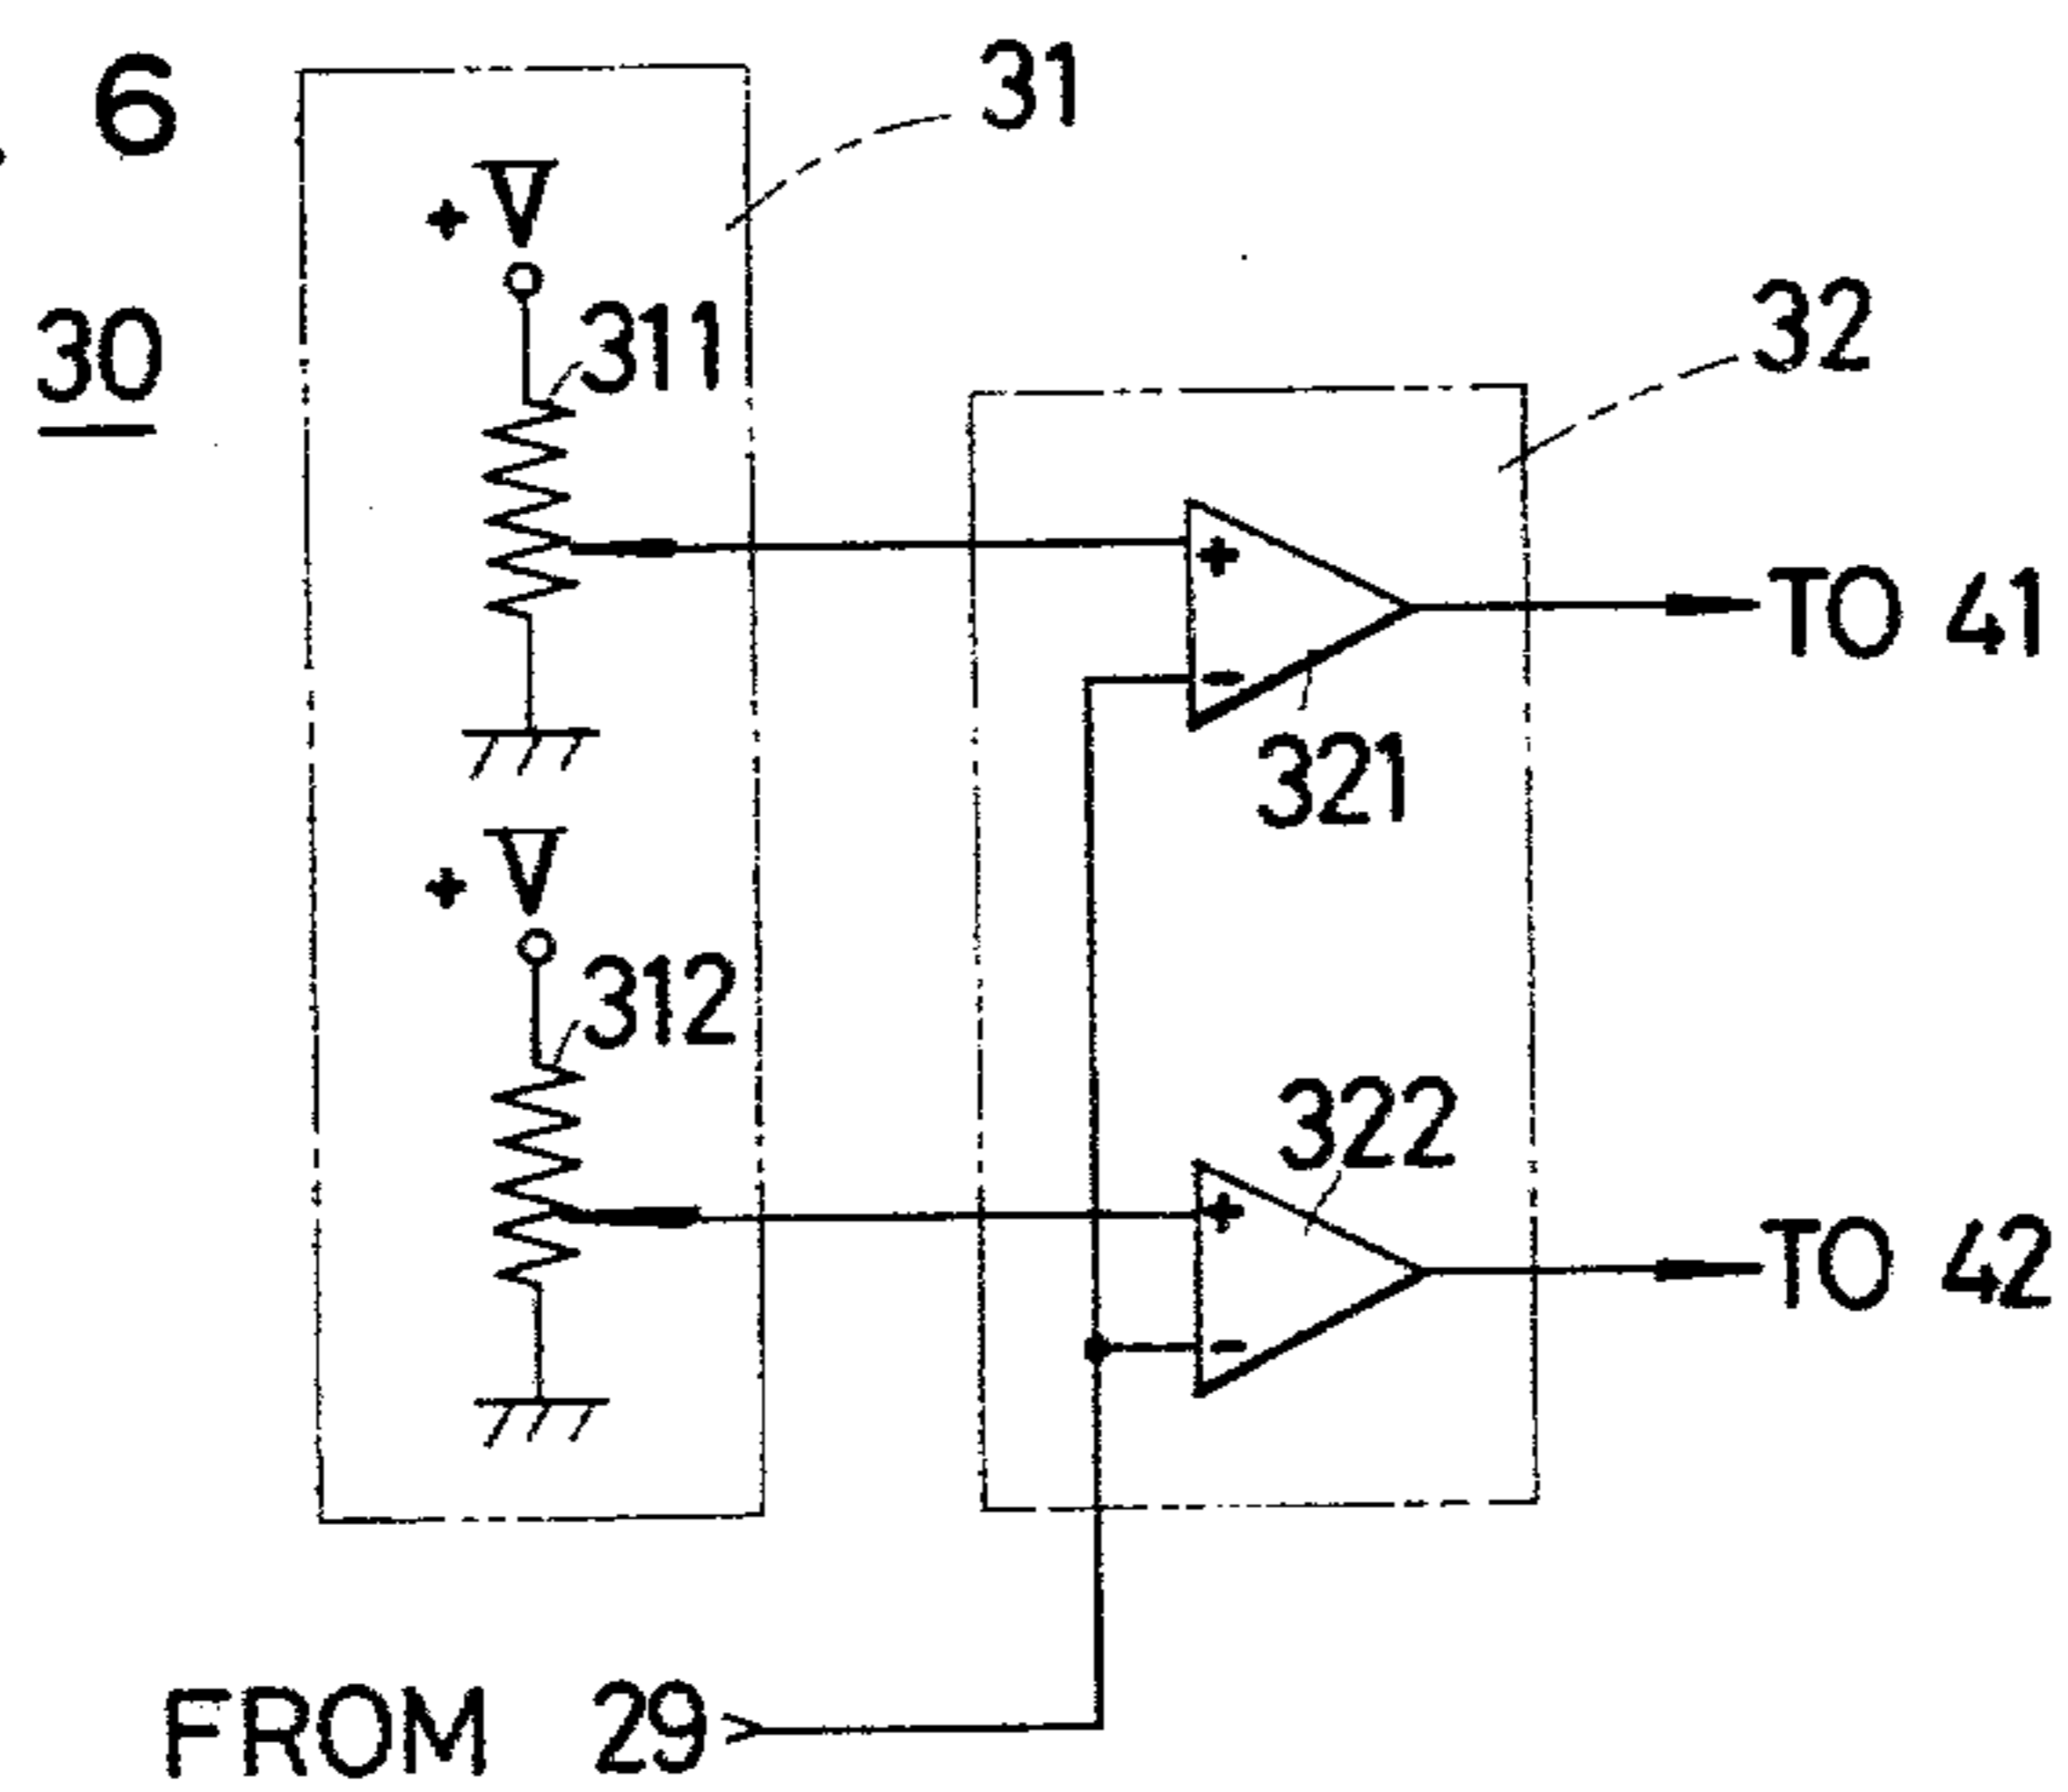 6
30
31
+ V
311
32
+
TO 41
-
321
+ V
312
322
+
TO 42
-
FROM 29